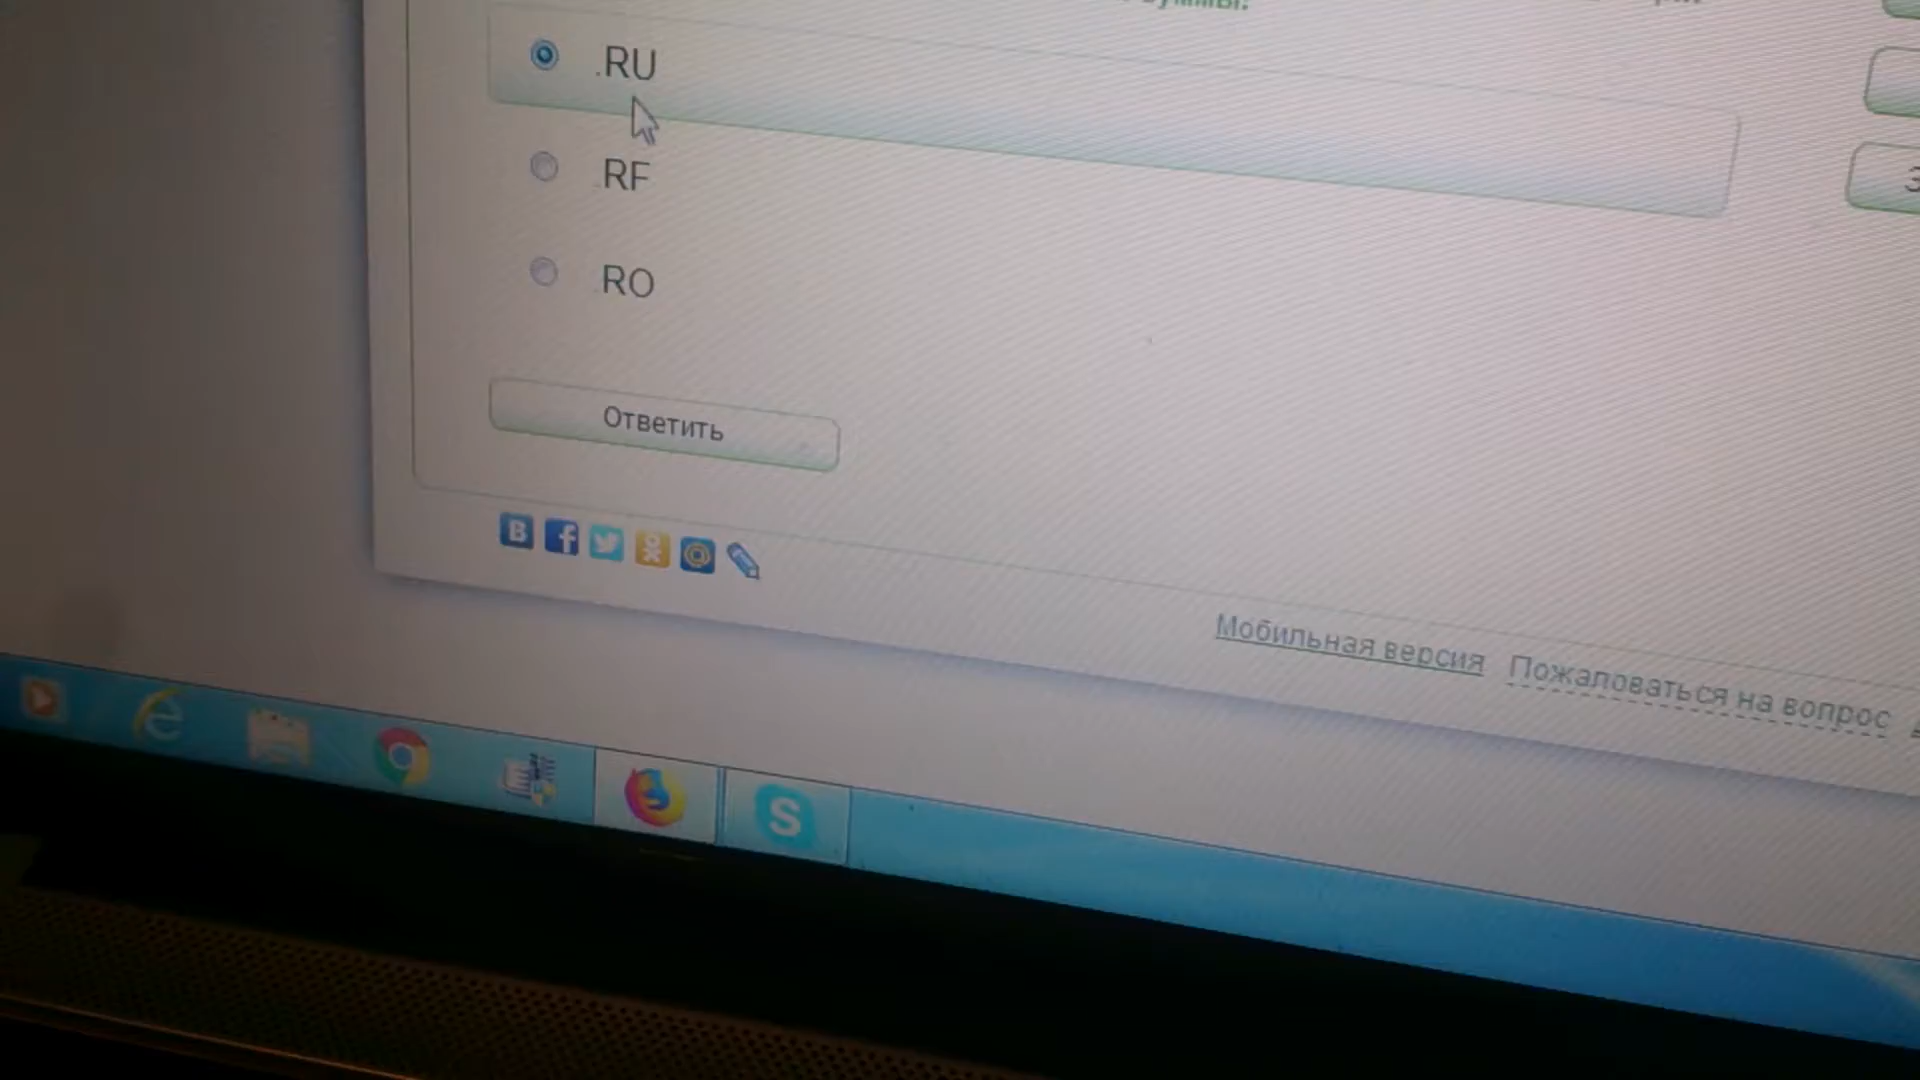 .RU
.RF
.RO
Ответить
Мобильная версия Пожаловаться на вопрос